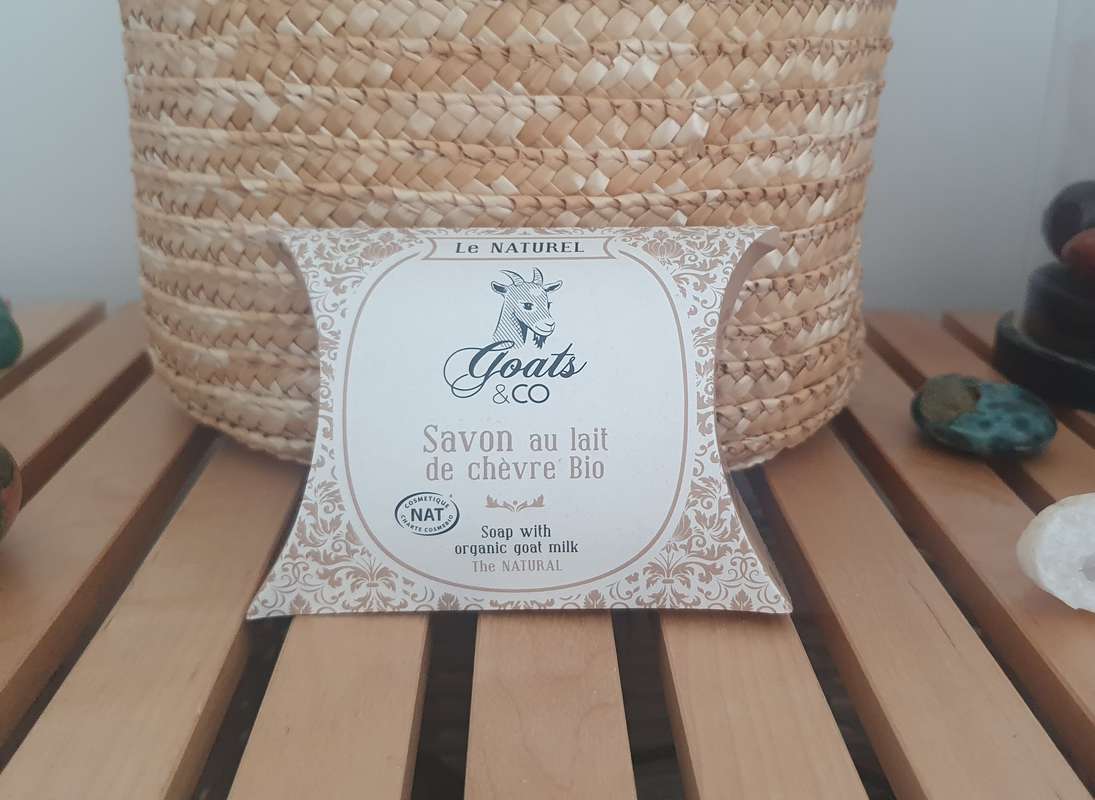 Le NATUREL
Goats
&CO
Savon au lait
de chèvre Bio
COSMETIQUE
NAT
CHARTE COSMEBIO
Soap with
organic goat milk
The NATURAL